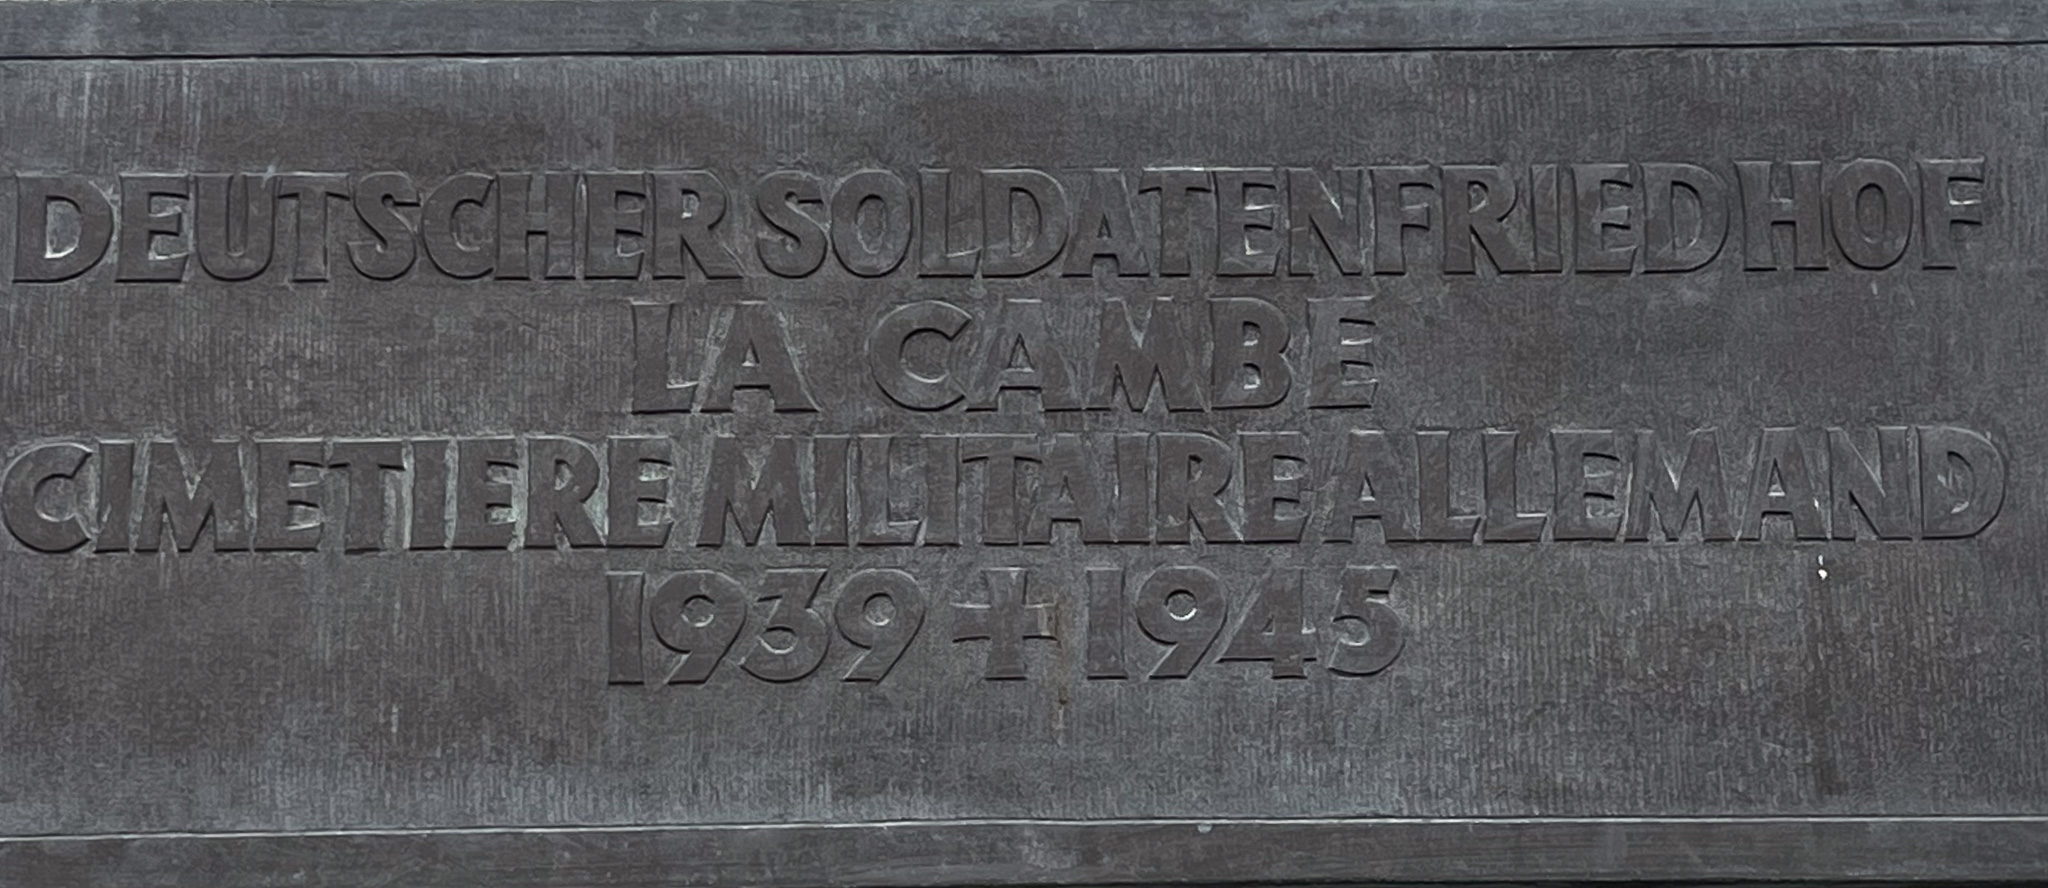 DEUTSCHER SOLDATENFRIEDHOF
LA CAMBE
CIMETIERE MILITAIRE ALLEMAND
1939 + 1945